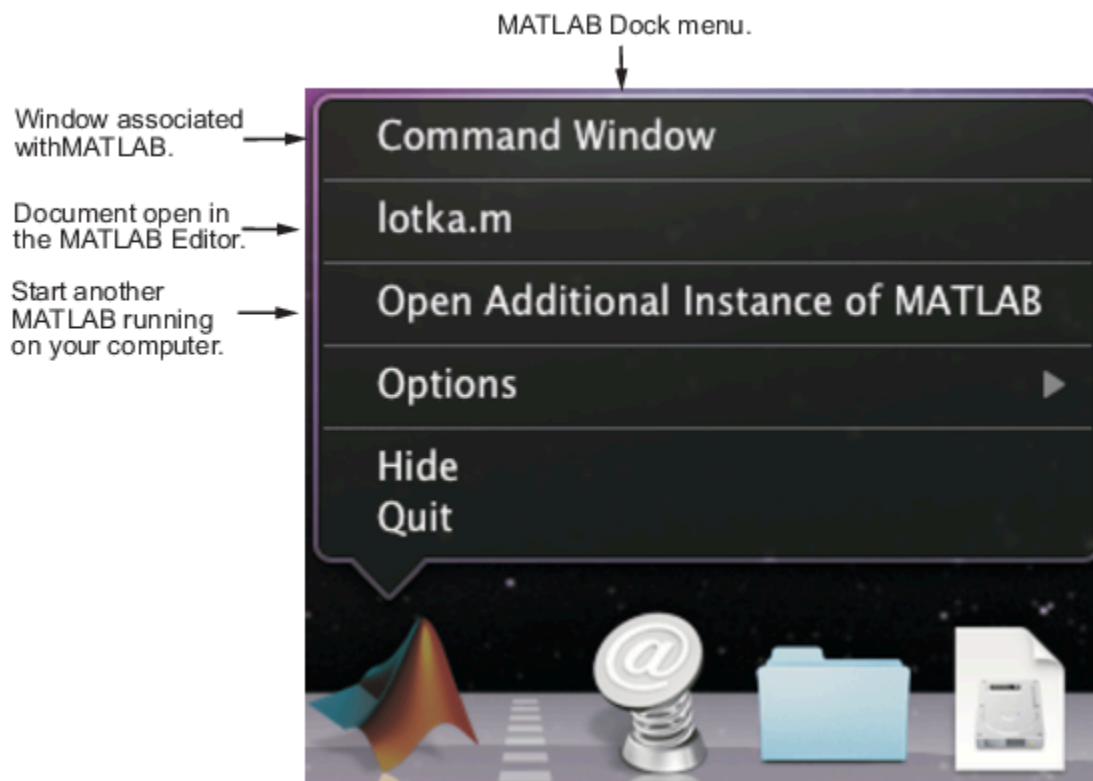 MATLAB Dock menu.
Window associated
withMATLAB.
Command Window
Document open in
the MATLAB Editor.
lotka.m
Start another
MATLAB running
on your computer.
Open Additional Instance of MATLAB
Options
Hide
Quit
@